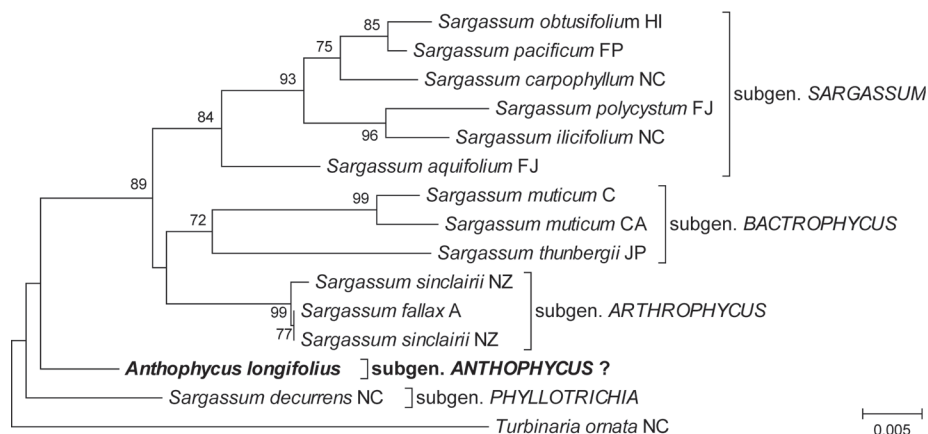 85
Sargassum obtusifolium HI
75
Sargassum pacificum FP
93
Sargassum carpophyllum NC
subgen. SARGASSUM
Sargassum polycystum FJ
84
96
Sargassum ilicifolium NC
Sargassum aquifolium FJ
89
99
Sargassum muticum C
72
Sargassum muticum CA
subgen. BACTROPHYCUS
Sargassum thunbergii JP
Sargassum sinclairii NZ
99
Sargassum fallax A
subgen. ARTHROPHYCUS
77
Sargassum sinclairii NZ
Anthophycus longifolius
subgen. ANTHOPHYCUS ?
Sargassum decurrens NC
subgen. PHYLLOTRICHIA
Turbinaria ornata NC
0.005